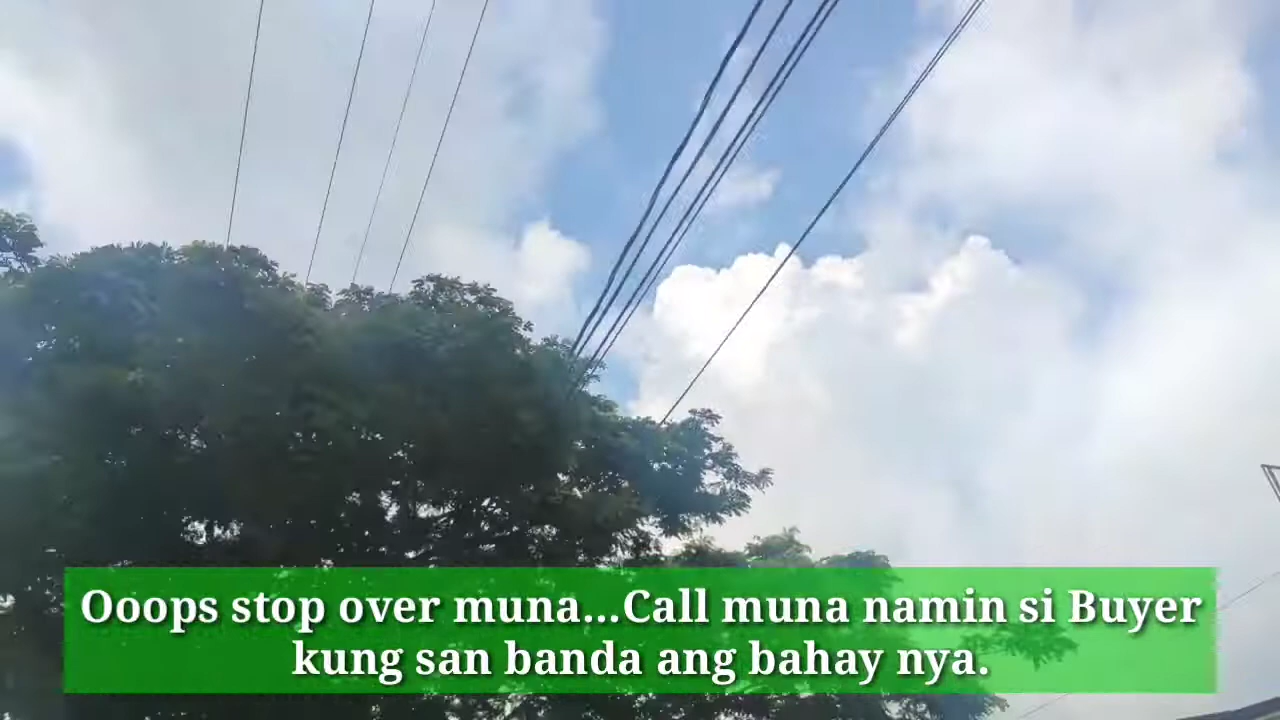 Ooops stop over muna...Call muna namin si Buyer
kung san banda ang bahay nya.